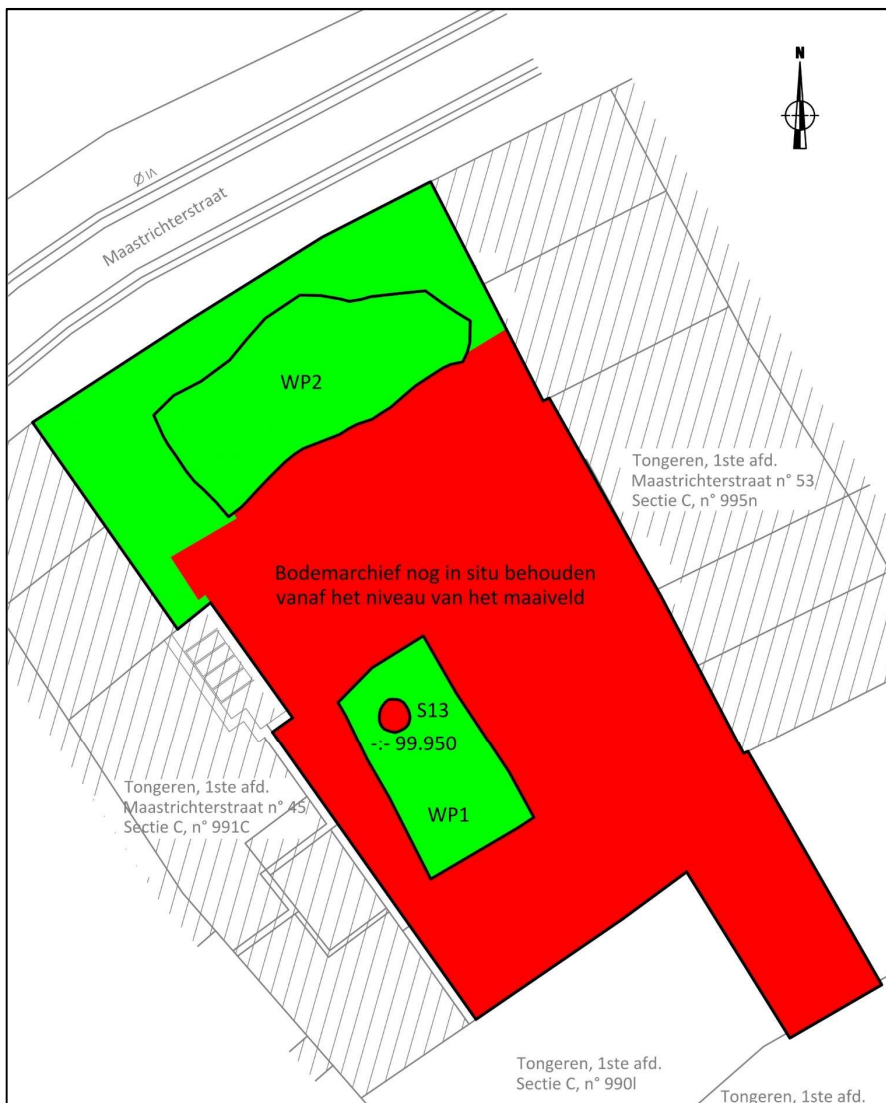 N
Ø IV
Maastrichterstraat
WP2
Tongeren, 1ste afd.
Maastrichterstraat n° 53
Sectie C, n° 995n
Bodemarchief nog in situ behouden
vanaf het niveau van het maaiveld
S13
-:- 99.950
WP1
Tongeren, 1ste afd.
Maastrichterstraat n° 45
Sectie C, n° 991C
Tongeren, 1ste afd.
Sectie C, n° 990l
Tongeren, 1ste afd.